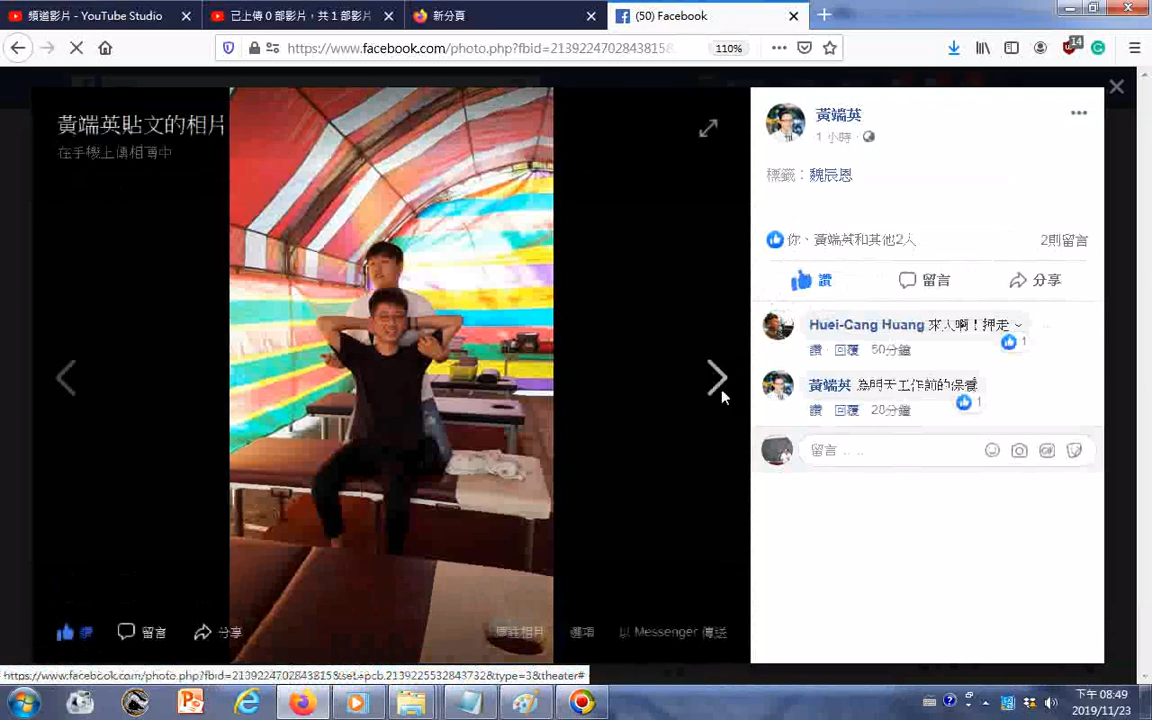 頻道影片 - YouTube Studio
已上傳 0 部影片，共 1 部影片
新分頁
(50) Facebook
https://www.facebook.com/photo.php?fbid=2139224702843815&
110%
14
黃端英貼文的相片
在手機上傳相簿中
黃端英
1 小時
標籤：魏辰恩
你、黃端英和其他2人
2則留言
讚
留言
分享
Huei-Cang Huang 來人啊！押走
讚 · 回覆 · 50分鐘
1
黃端英 為明天工作前的保養
讚 · 回覆 · 28分鐘
1
留言……
讚
留言
分享
標註相片
選項
以 Messenger 傳送
https://www.facebook.com/photo.php?fbid=2139224702843815&set=pcb.2139225532843732&type=3&theater#
下午 08:49
2019/11/23